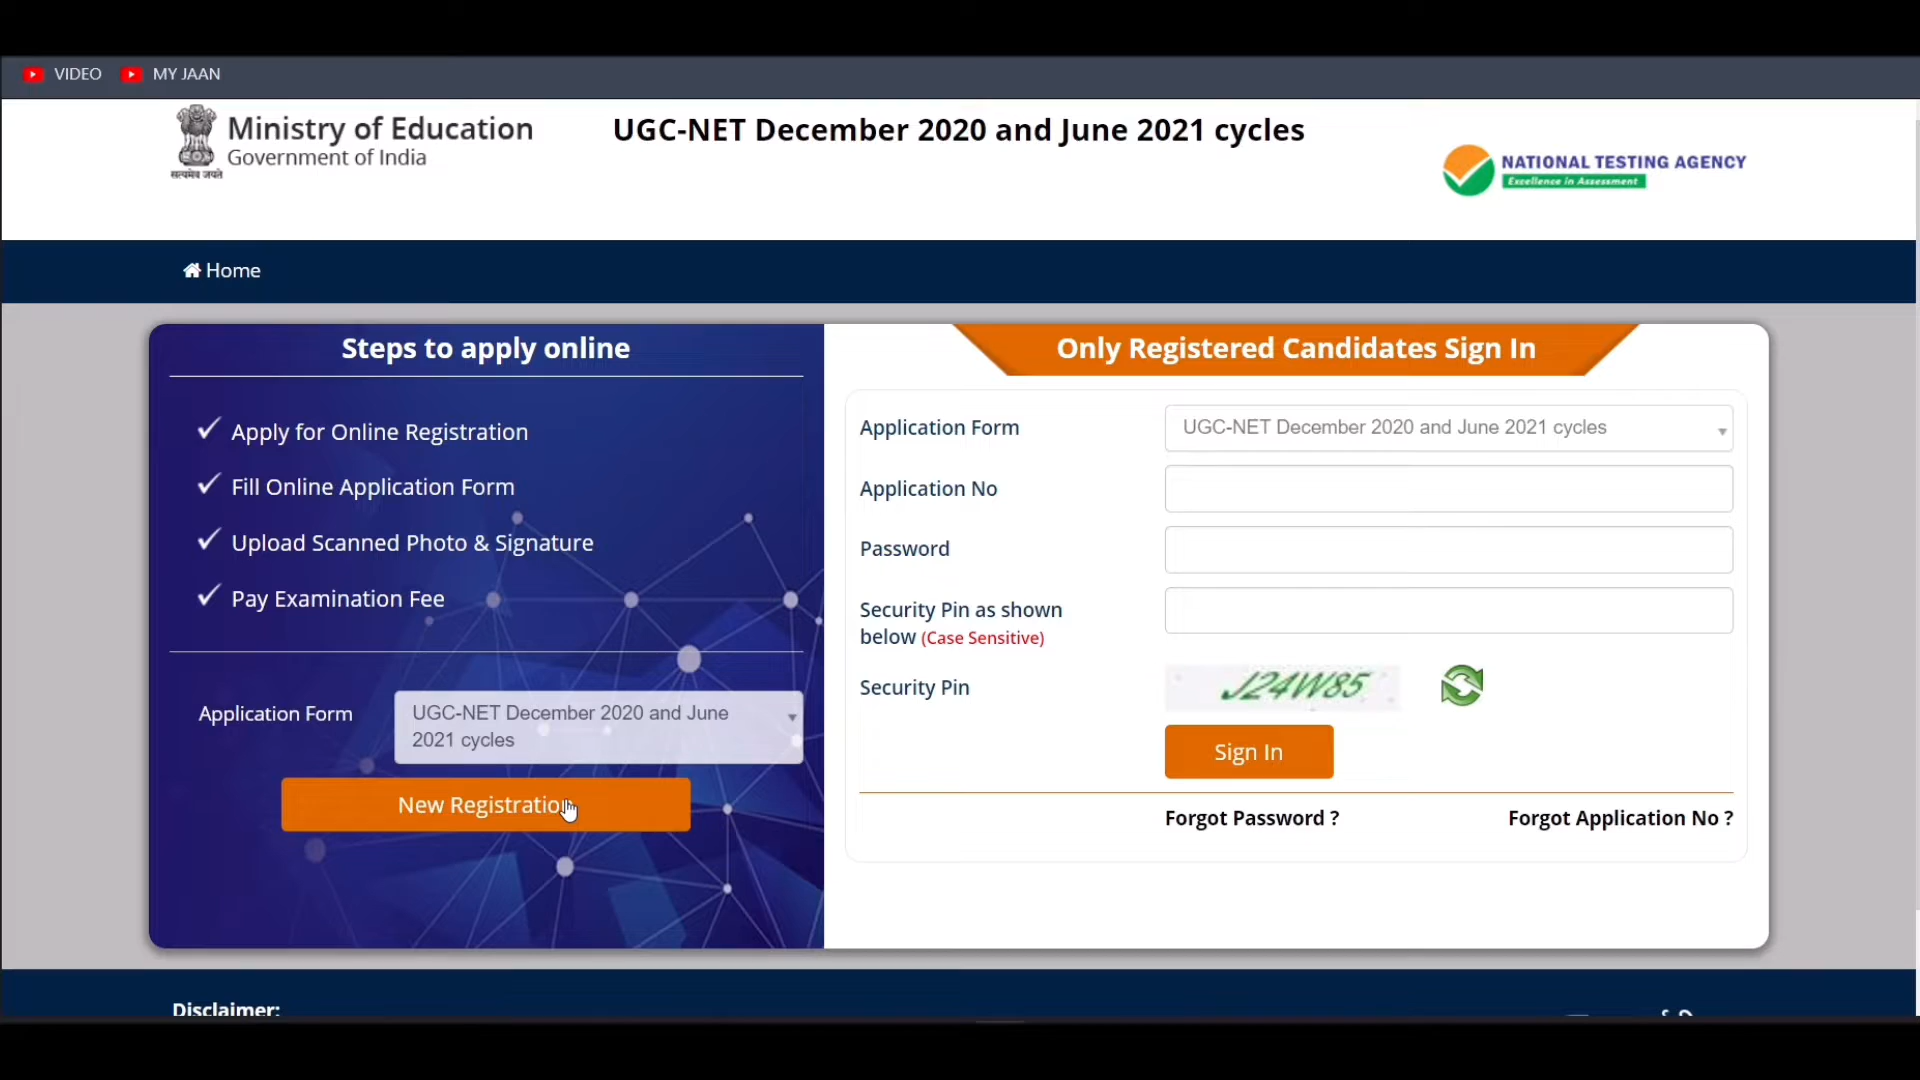 VIDEO MY JAAN
Ministry of Education
Government of India
सत्यमेव जयते
UGC-NET December 2020 and June 2021 cycles
NATIONAL TESTING AGENCY
Excellence in Assessment
Home
Steps to apply online
Apply for Online Registration
Fill Online Application Form
Upload Scanned Photo & Signature
Pay Examination Fee
Application Form
UGC-NET December 2020 and June
2021 cycles
New Registration
Only Registered Candidates Sign In
Application Form
UGC-NET December 2020 and June 2021 cycles
Application No
Password
Security Pin as shown
below (Case Sensitive)
Security Pin
J24W85
Sign In
Forgot Password ?
Forgot Application No ?
Disclaimer: